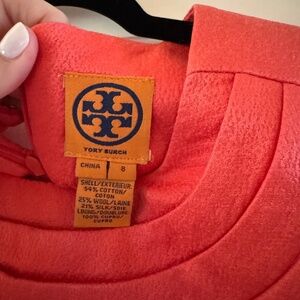 TORY BURCH
CHINA 8
SHELL/EXTERIEUR:
54% COTTON/
COTON
25% WOOL/LAINE
21% SILK/SOIE
LINING/DOUBLURE:
100% CUPRO/
CUPRO